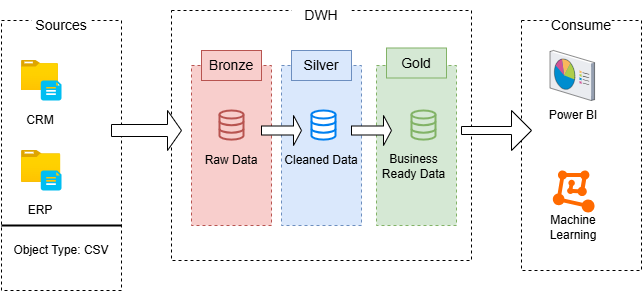 Sources
CRM
ERP
Object Type: CSV
DWH
Bronze
Raw Data
Silver
Cleaned Data
Gold
Business
Ready Data
Consume
Power BI
Machine
Learning